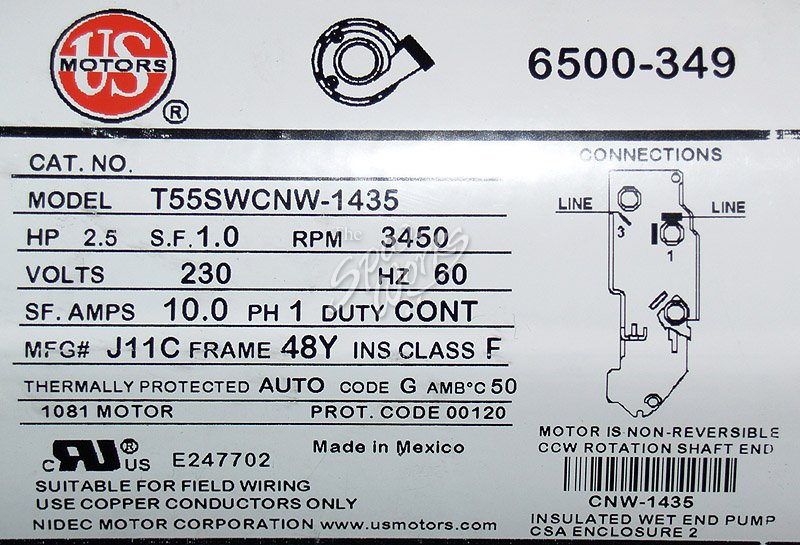 US
MOTORS
®
6500-349
CAT. NO.
MODEL T55SWCNW-1435
HP 2.5 S.F. 1.0 RPM 3450
VOLTS 230 HZ 60
SF. AMPS 10.0 PH 1 DUTY CONT
MFG# J11C FRAME 48Y INS CLASS F
THERMALLY PROTECTED AUTO CODE G AMB°C 50
1081 MOTOR PROT. CODE 00120
the
Spa
Works
CONNECTIONS
LINE LINE
3 1
C RU ® US E247702
Made in Mexico
SUITABLE FOR FIELD WIRING
USE COPPER CONDUCTORS ONLY
NIDEC MOTOR CORPORATION www.usmotors.com
MOTOR IS NON-REVERSIBLE
CCW ROTATION SHAFT END
CNW-1435
INSULATED WET END PUMP
CSA ENCLOSURE 2